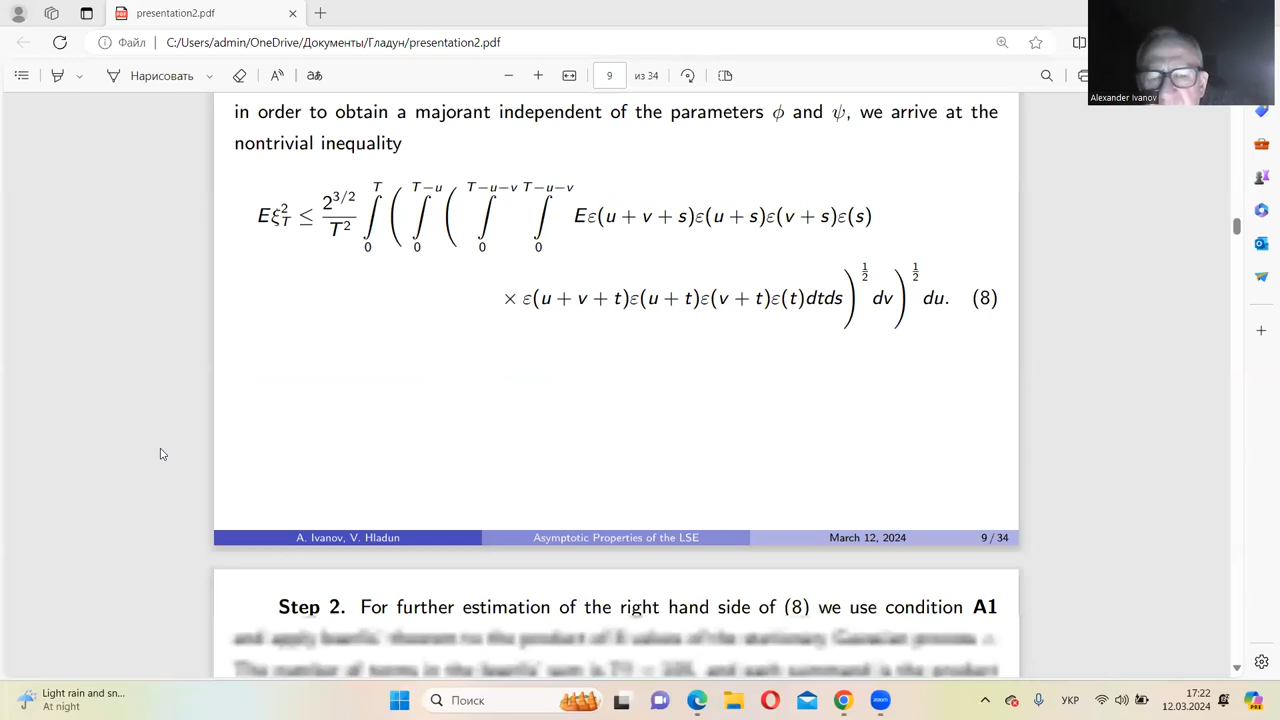 presentation2.pdf
Файл C:/Users/admin/OneDrive/Документы/Гладун/presentation2.pdf
Нарисовать 9 из 34
Alexander Ivanov
in order to obtain a majorant independent of the parameters ϕ and ψ, we arrive at the
nontrivial inequality
Eξ_T^2 ≤ 2^{3/2}/T^2 ∫_0^T ( ∫_0^{T−u} ( ∫_0^{T−u−v} ∫_0^{T−u−v} Eε(u + v + s)ε(u + s)ε(v + s)ε(s)
× ε(u + v + t)ε(u + t)ε(v + t)ε(t)dtds )^{1/2} dv )^{1/2} du. (8)
A. Ivanov, V. Hladun Asymptotic Properties of the LSE March 12, 2024 9 / 34
Step 2. For further estimation of the right hand side of (8) we use condition A1
Light rain and sn...
At night
Поиск
УКР
17:22
12.03.2024